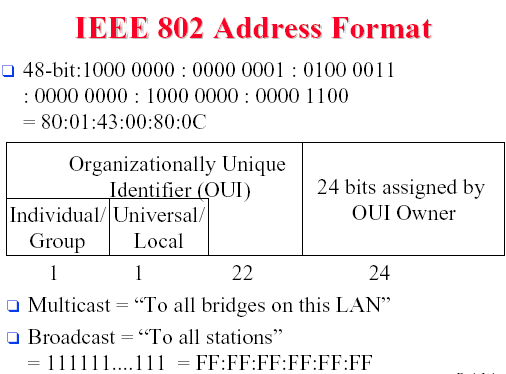 IEEE 802 Address Format
48-bit:1000 0000 : 0000 0001 : 0100 0011
: 0000 0000 : 1000 0000 : 0000 1100
= 80:01:43:00:80:0C
Organizationally Unique
Identifier (OUI)
24 bits assigned by
OUI Owner
Individual/
Group
Universal/
Local
1 1 22 24
Multicast = “To all bridges on this LAN”
Broadcast = “To all stations”
= 111111....111 = FF:FF:FF:FF:FF:FF